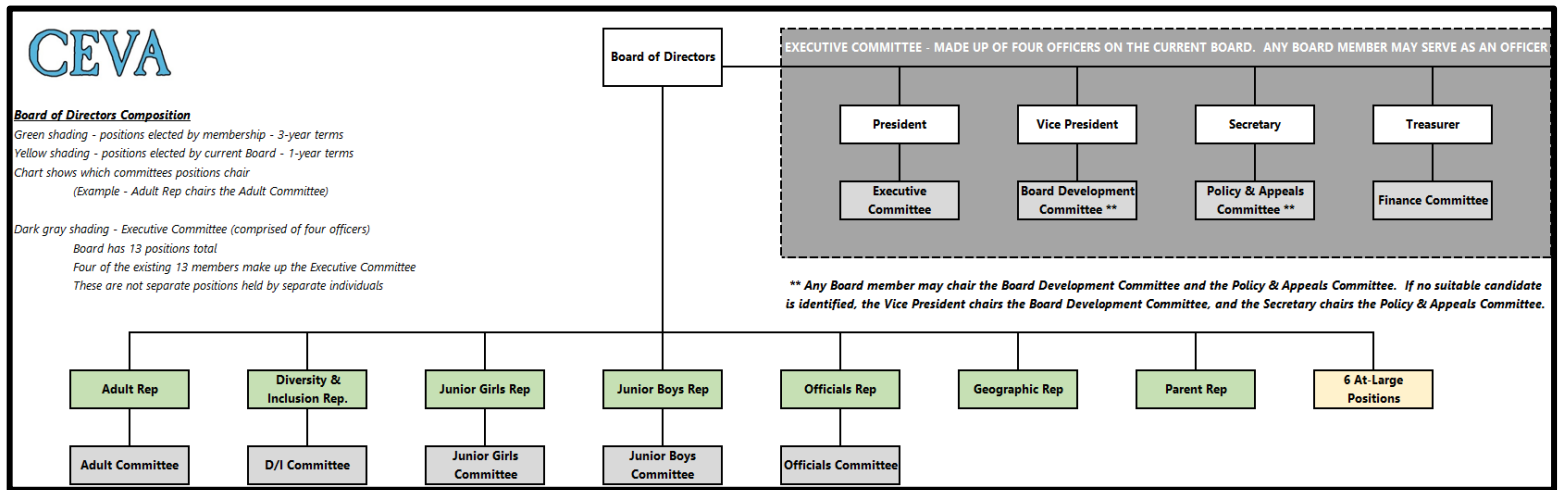 CEVA
Board of Directors
EXECUTIVE COMMITTEE - MADE UP OF FOUR OFFICERS ON THE CURRENT BOARD.  ANY BOARD MEMBER MAY SERVE AS AN OFFICER
President
Vice President
Secretary
Treasurer
Executive
Committee
Board Development
Committee **
Policy & Appeals
Committee **
Finance Committee
Board of Directors Composition
Green shading - positions elected by membership - 3-year terms
Yellow shading - positions elected by current Board - 1-year terms
Chart shows which committees positions chair
(Example - Adult Rep chairs the Adult Committee)
Dark gray shading - Executive Committee (comprised of four officers)
Board has 13 positions total
Four of the existing 13 members make up the Executive Committee
These are not separate positions held by separate individuals
** Any Board member may chair the Board Development Committee and the Policy & Appeals Committee.  If no suitable candidate
is identified, the Vice President chairs the Board Development Committee, and the Secretary chairs the Policy & Appeals Committee.
Adult Rep
Diversity &
Inclusion Rep.
Junior Girls Rep
Junior Boys Rep
Officials Rep
Geographic Rep
Parent Rep
6 At-Large
Positions
Adult Committee
D/I Committee
Junior Girls
Committee
Junior Boys
Committee
Officials Committee